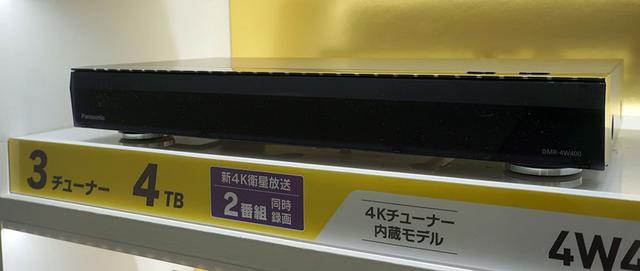 Panasonic
DMR-4W400
3チューナー
4TB
新4K衛星放送
2番組 同時録画
4Kチューナー
内蔵モデル
4W4